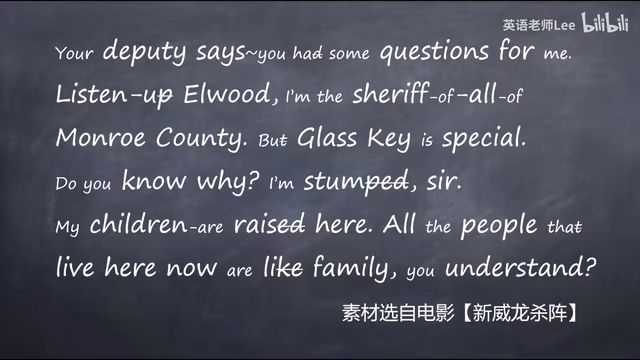 英语老师Lee bilibili
Your deputy says~you had some questions for me.
Listen-up Elwood, I'm the sheriff-of-all-of
Monroe County. But Glass Key is special.
Do you know why? I'm stumped, sir.
My children-are raised here. All the people that
live here now are like family, you understand?
素材选自电影【新威龙杀阵】